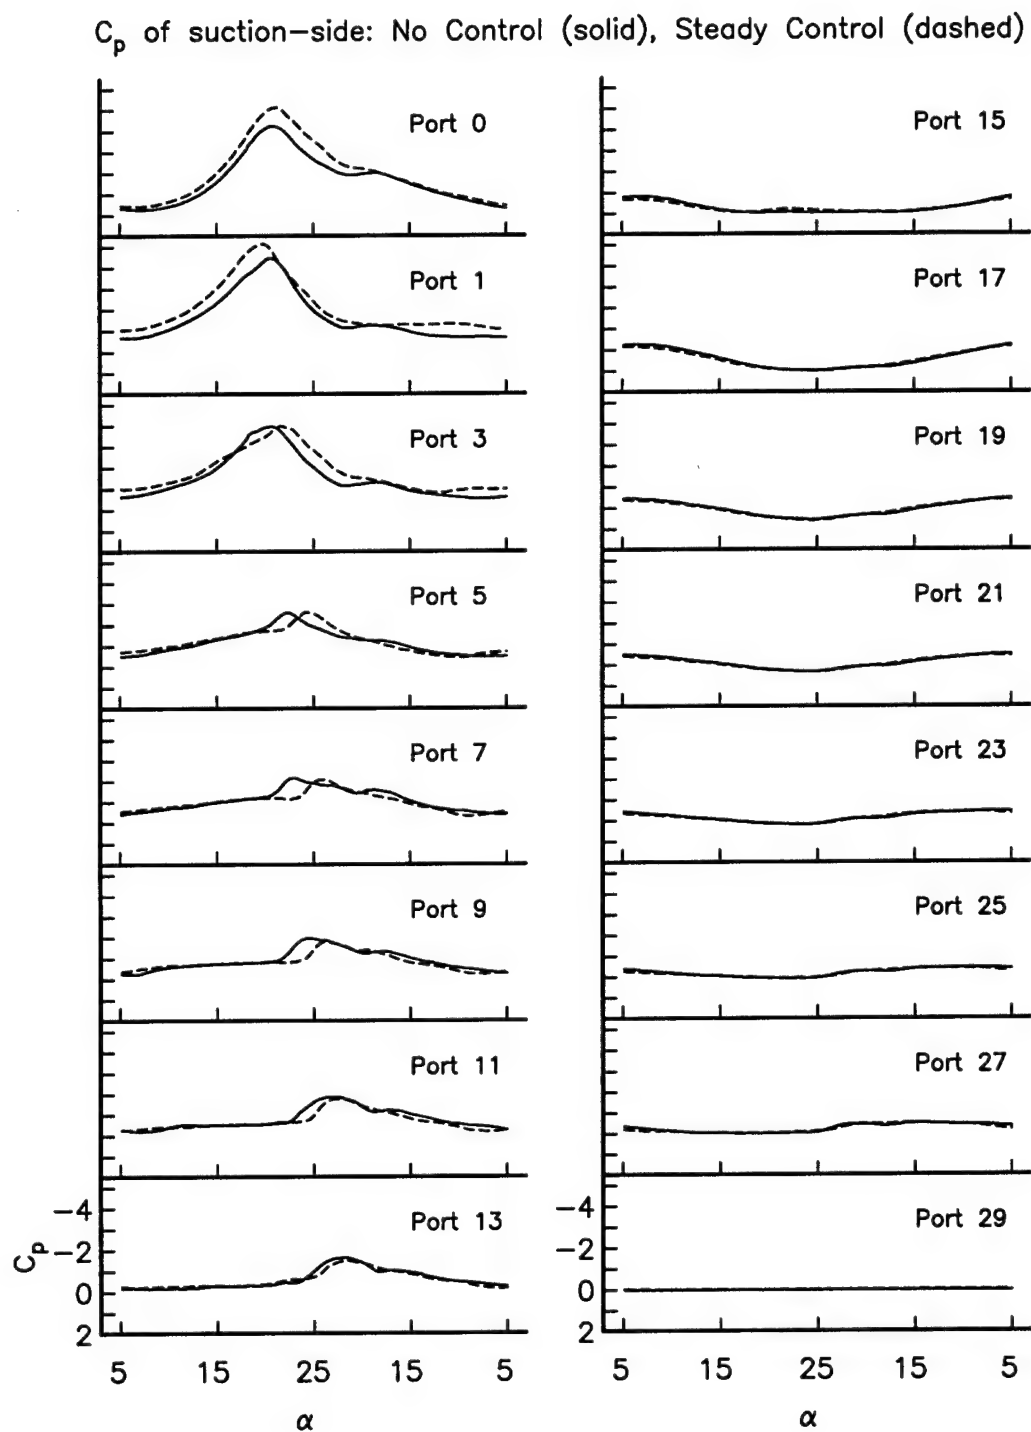 Cp of suction-side: No Control (solid), Steady Control (dashed)
Port 0
Port 1
Port 3
Port 5
Port 7
Port 9
Port 11
Port 13
-4
-2
0
2
Cp
5 15 25 15 5
α
Port 15
Port 17
Port 19
Port 21
Port 23
Port 25
Port 27
Port 29
-4
-2
0
2
5 15 25 15 5
α